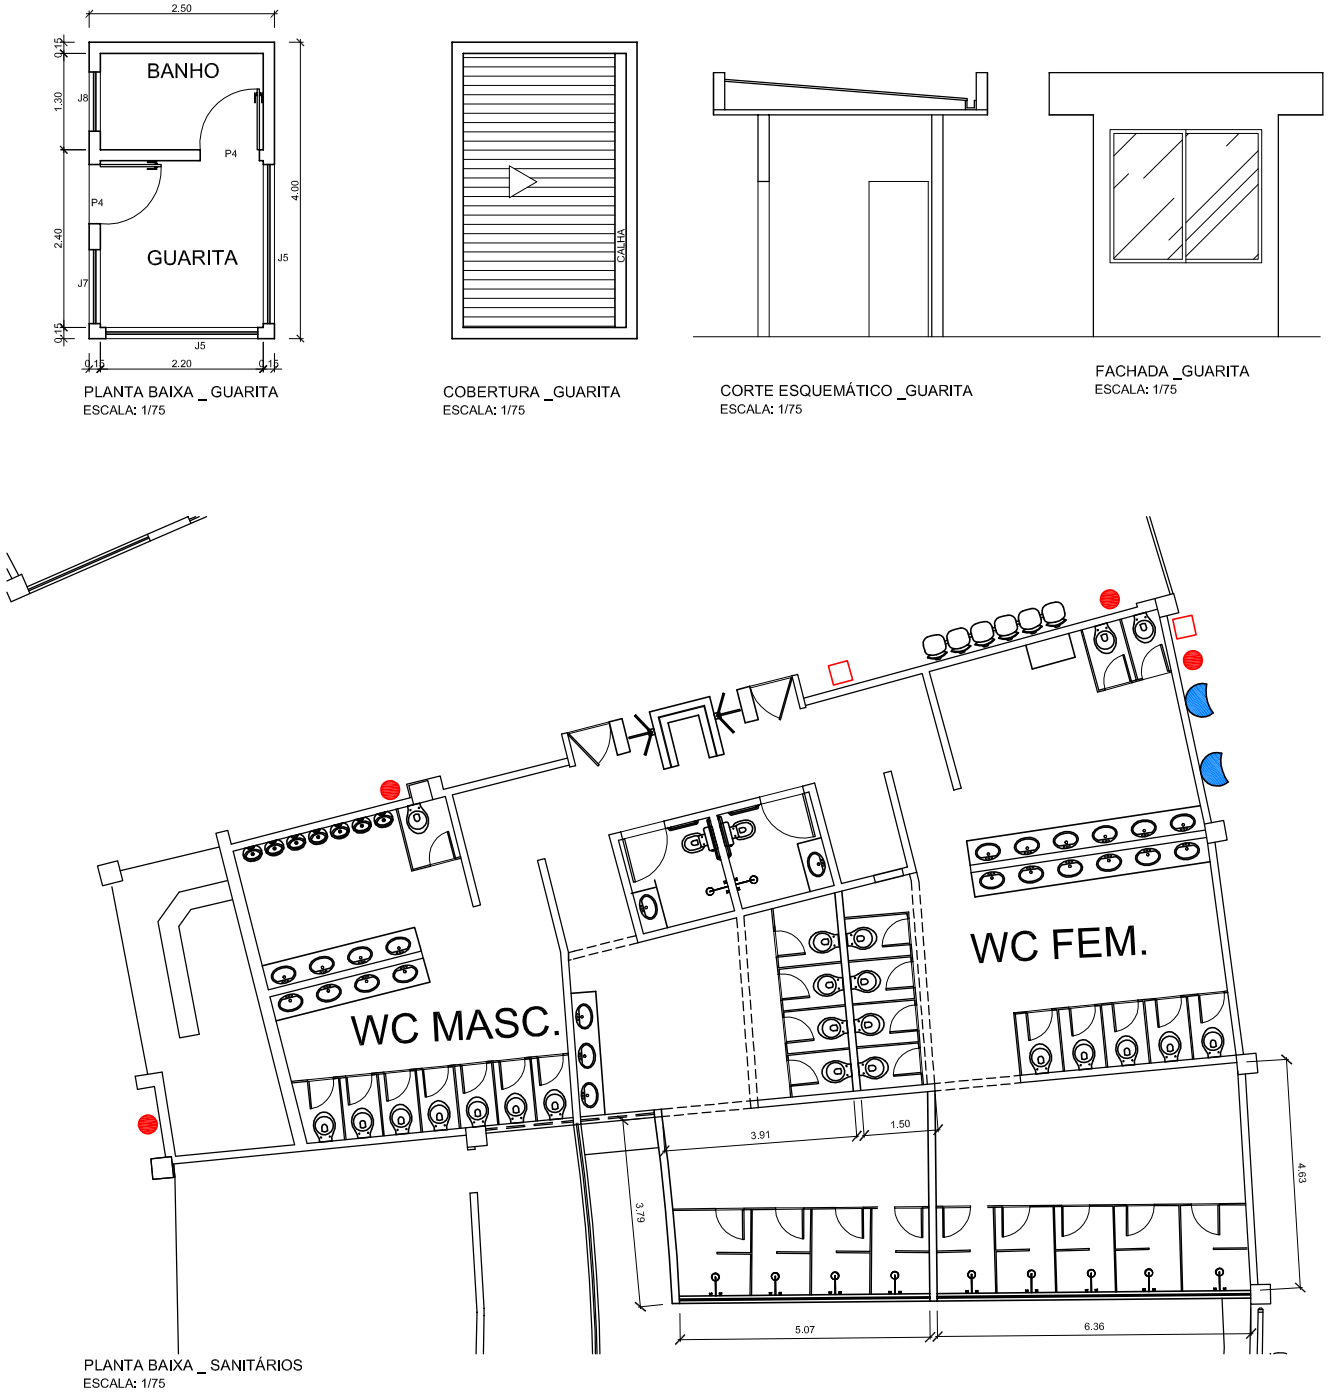 2.50
0.15
BANHO
J8
1.30
P4
P4
4.00
2.40
GUARITA
J5
J7
0.15
J5
0.15
2.20
0.15
PLANTA BAIXA _ GUARITA
ESCALA: 1/75
CALHA
COBERTURA _GUARITA
ESCALA: 1/75
CORTE ESQUEMÁTICO _GUARITA
ESCALA: 1/75
FACHADA _GUARITA
ESCALA: 1/75
WC FEM.
WC MASC.
3.91
1.50
4.63
3.79
5.07
6.36
PLANTA BAIXA _ SANITÁRIOS
ESCALA: 1/75